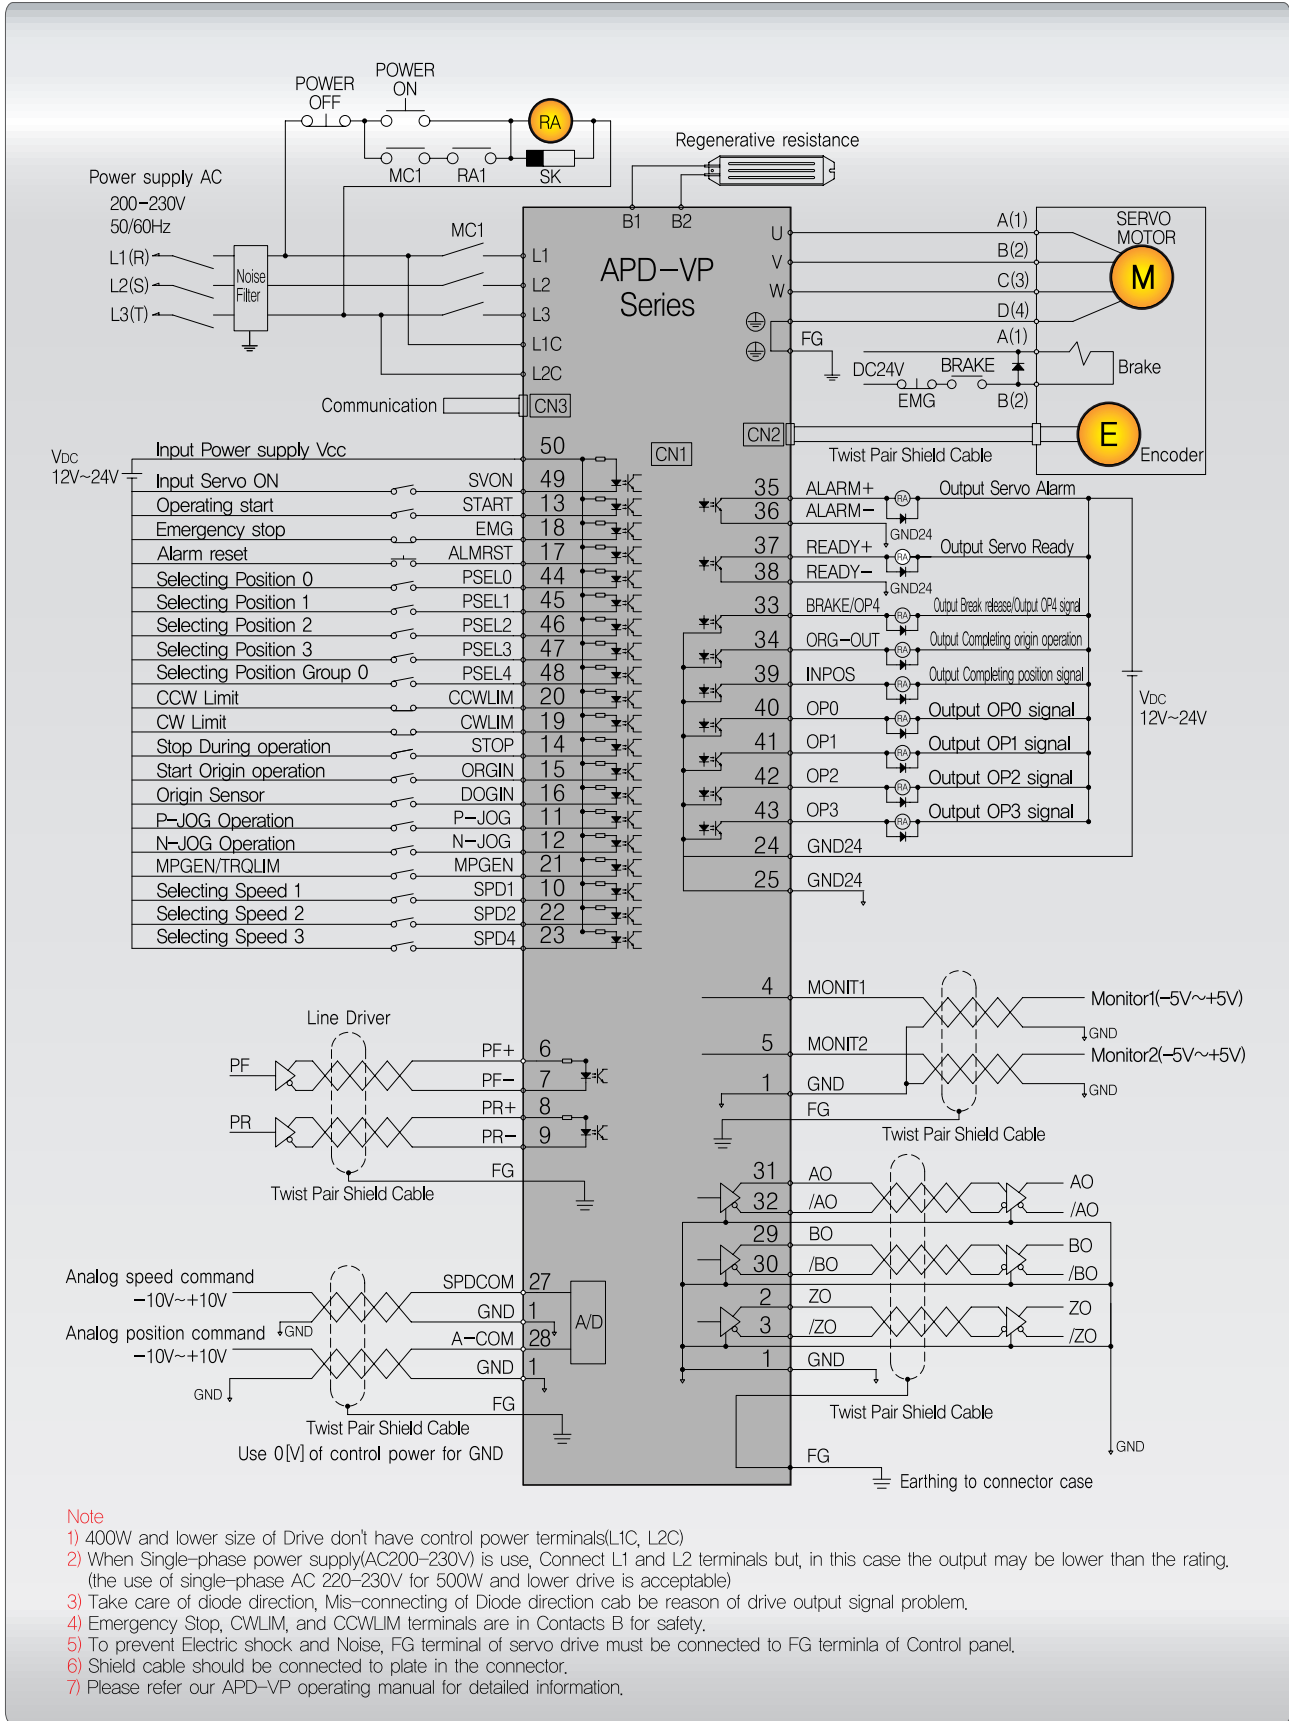 POWER
OFF
POWER
ON
RA
MC1
RA1
SK
Regenerative resistance
Power supply AC
200-230V
50/60Hz
L1(R)
L2(S)
L3(T)
Noise
Filter
MC1
L1
L2
L3
L1C
L2C
B1
B2
APD-VP
Series
U
V
W
FG
A(1)
B(2)
C(3)
D(4)
A(1)
B(2)
SERVO
MOTOR
M
DC24V
BRAKE
EMG
Brake
Communication
CN3
CN2
Twist Pair Shield Cable
E
Encoder
CN1
VDC
12V~24V
Input Power supply Vcc 50
Input Servo ON SVON 49
Operating start START 13
Emergency stop EMG 18
Alarm reset ALMRST 17
Selecting Position 0 PSEL0 44
Selecting Position 1 PSEL1 45
Selecting Position 2 PSEL2 46
Selecting Position 3 PSEL3 47
Selecting Position Group 0 PSEL4 48
CCW Limit CCWLIM 20
CW Limit CWLIM 19
Stop During operation STOP 14
Start Origin operation ORGIN 15
Origin Sensor DOGIN 16
P-JOG Operation P-JOG 11
N-JOG Operation N-JOG 12
MPGEN/TRQLIM MPGEN 21
Selecting Speed 1 SPD1 10
Selecting Speed 2 SPD2 22
Selecting Speed 3 SPD4 23
35 ALARM+ RA Output Servo Alarm
36 ALARM- GND24
37 READY+ RA Output Servo Ready
38 READY- GND24
33 BRAKE/OP4 RA Output Break release/Output OP4 signal
34 ORG-OUT RA Output Completing origin operation
39 INPOS RA Output Completing position signal
40 OP0 RA Output OP0 signal
41 OP1 RA Output OP1 signal
42 OP2 RA Output OP2 signal
43 OP3 RA Output OP3 signal
24 GND24
25 GND24
VDC
12V~24V
4 MONIT1 Monitor1(-5V~+5V)
GND
5 MONIT2 Monitor2(-5V~+5V)
1 GND GND
FG
Twist Pair Shield Cable
Line Driver
PF PF+ 6
PF- 7
PR PR+ 8
PR- 9
FG
Twist Pair Shield Cable
31 AO AO
32 /AO /AO
29 BO BO
30 /BO /BO
2 ZO ZO
3 /ZO /ZO
1 GND
Twist Pair Shield Cable
GND
FG
Earthing to connector case
Analog speed command SPDCOM 27
-10V~+10V
GND GND 1
Analog position command A-COM 28
-10V~+10V
GND GND 1
A/D
FG
Twist Pair Shield Cable
Use 0[V] of control power for GND
Note
1) 400W and lower size of Drive don't have control power terminals(L1C, L2C)
2) When Single-phase power supply(AC200-230V) is use, Connect L1 and L2 terminals but, in this case the output may be lower than the rating.
(the use of single-phase AC 220-230V for 500W and lower drive is acceptable)
3) Take care of diode direction, Mis-connecting of Diode direction cab be reason of drive output signal problem.
4) Emergency Stop, CWLIM, and CCWLIM terminals are in Contacts B for safety.
5) To prevent Electric shock and Noise, FG terminal of servo drive must be connected to FG terminla of Control panel.
6) Shield cable should be connected to plate in the connector.
7) Please refer our APD-VP operating manual for detailed information.